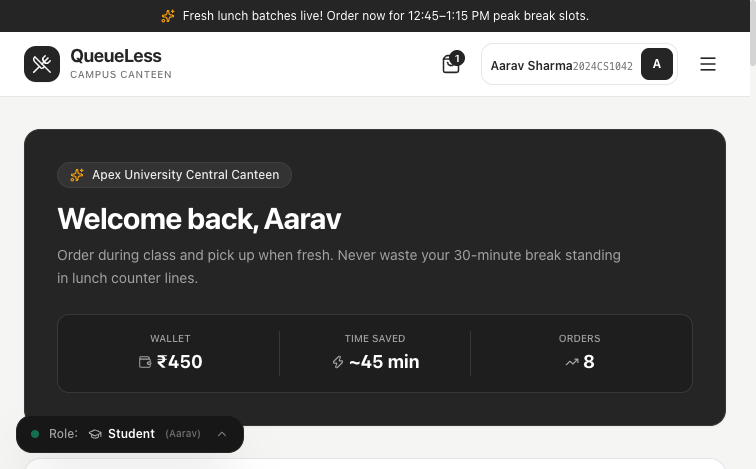 Fresh lunch batches live! Order now for 12:45–1:15 PM peak break slots.
QueueLess
CAMPUS CANTEEN
1
Aarav Sharma 2024CS1042
A
Apex University Central Canteen
Welcome back, Aarav
Order during class and pick up when fresh. Never waste your 30-minute break standing
in lunch counter lines.
WALLET
₹450
TIME SAVED
~45 min
ORDERS
8
Role: Student (Aarav)